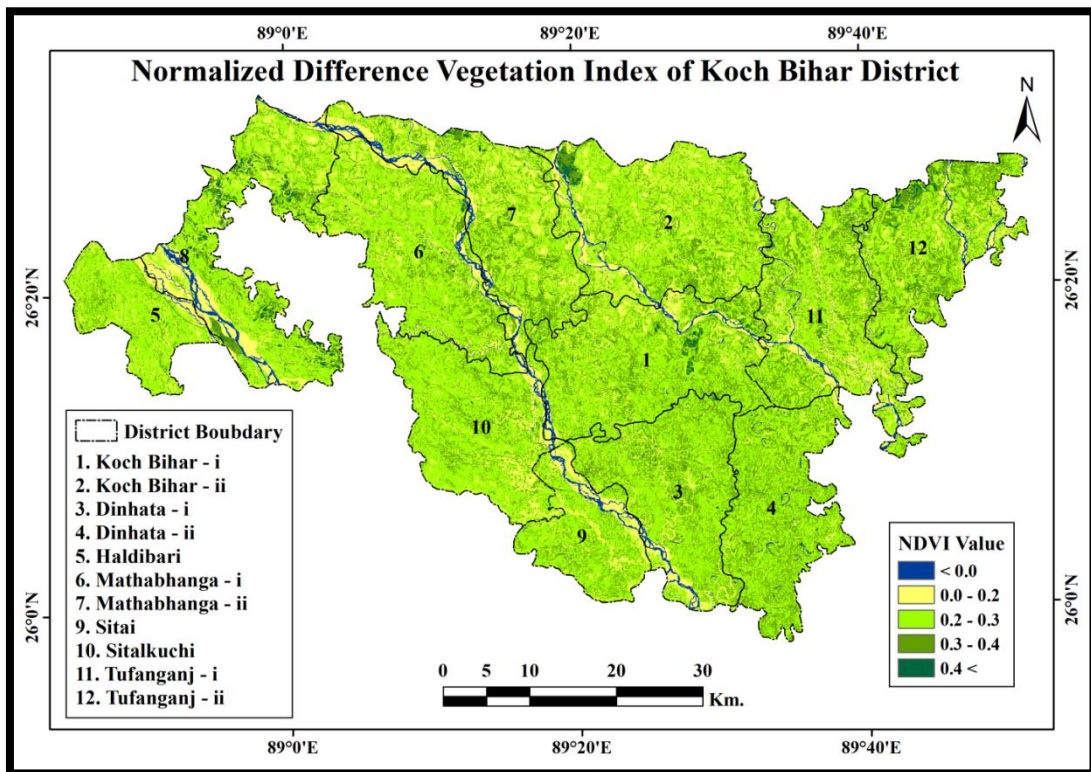 89°0'E 89°20'E 89°40'E
Normalized Difference Vegetation Index of Koch Bihar District
N
26°20'N
26°20'N
26°0'N
26°0'N
7
2
6
12
8
5
11
1
10
3
4
9
District Boubdary
1. Koch Bihar - i
2. Koch Bihar - ii
3. Dinhata - i
4. Dinhata - ii
5. Haldibari
6. Mathabhanga - i
7. Mathabhanga - ii
9. Sitai
10. Sitalkuchi
11. Tufanganj - i
12. Tufanganj - ii
NDVI Value
< 0.0
0.0 - 0.2
0.2 - 0.3
0.3 - 0.4
0.4 <
0 5 10 20 30
Km.
89°0'E 89°20'E 89°40'E